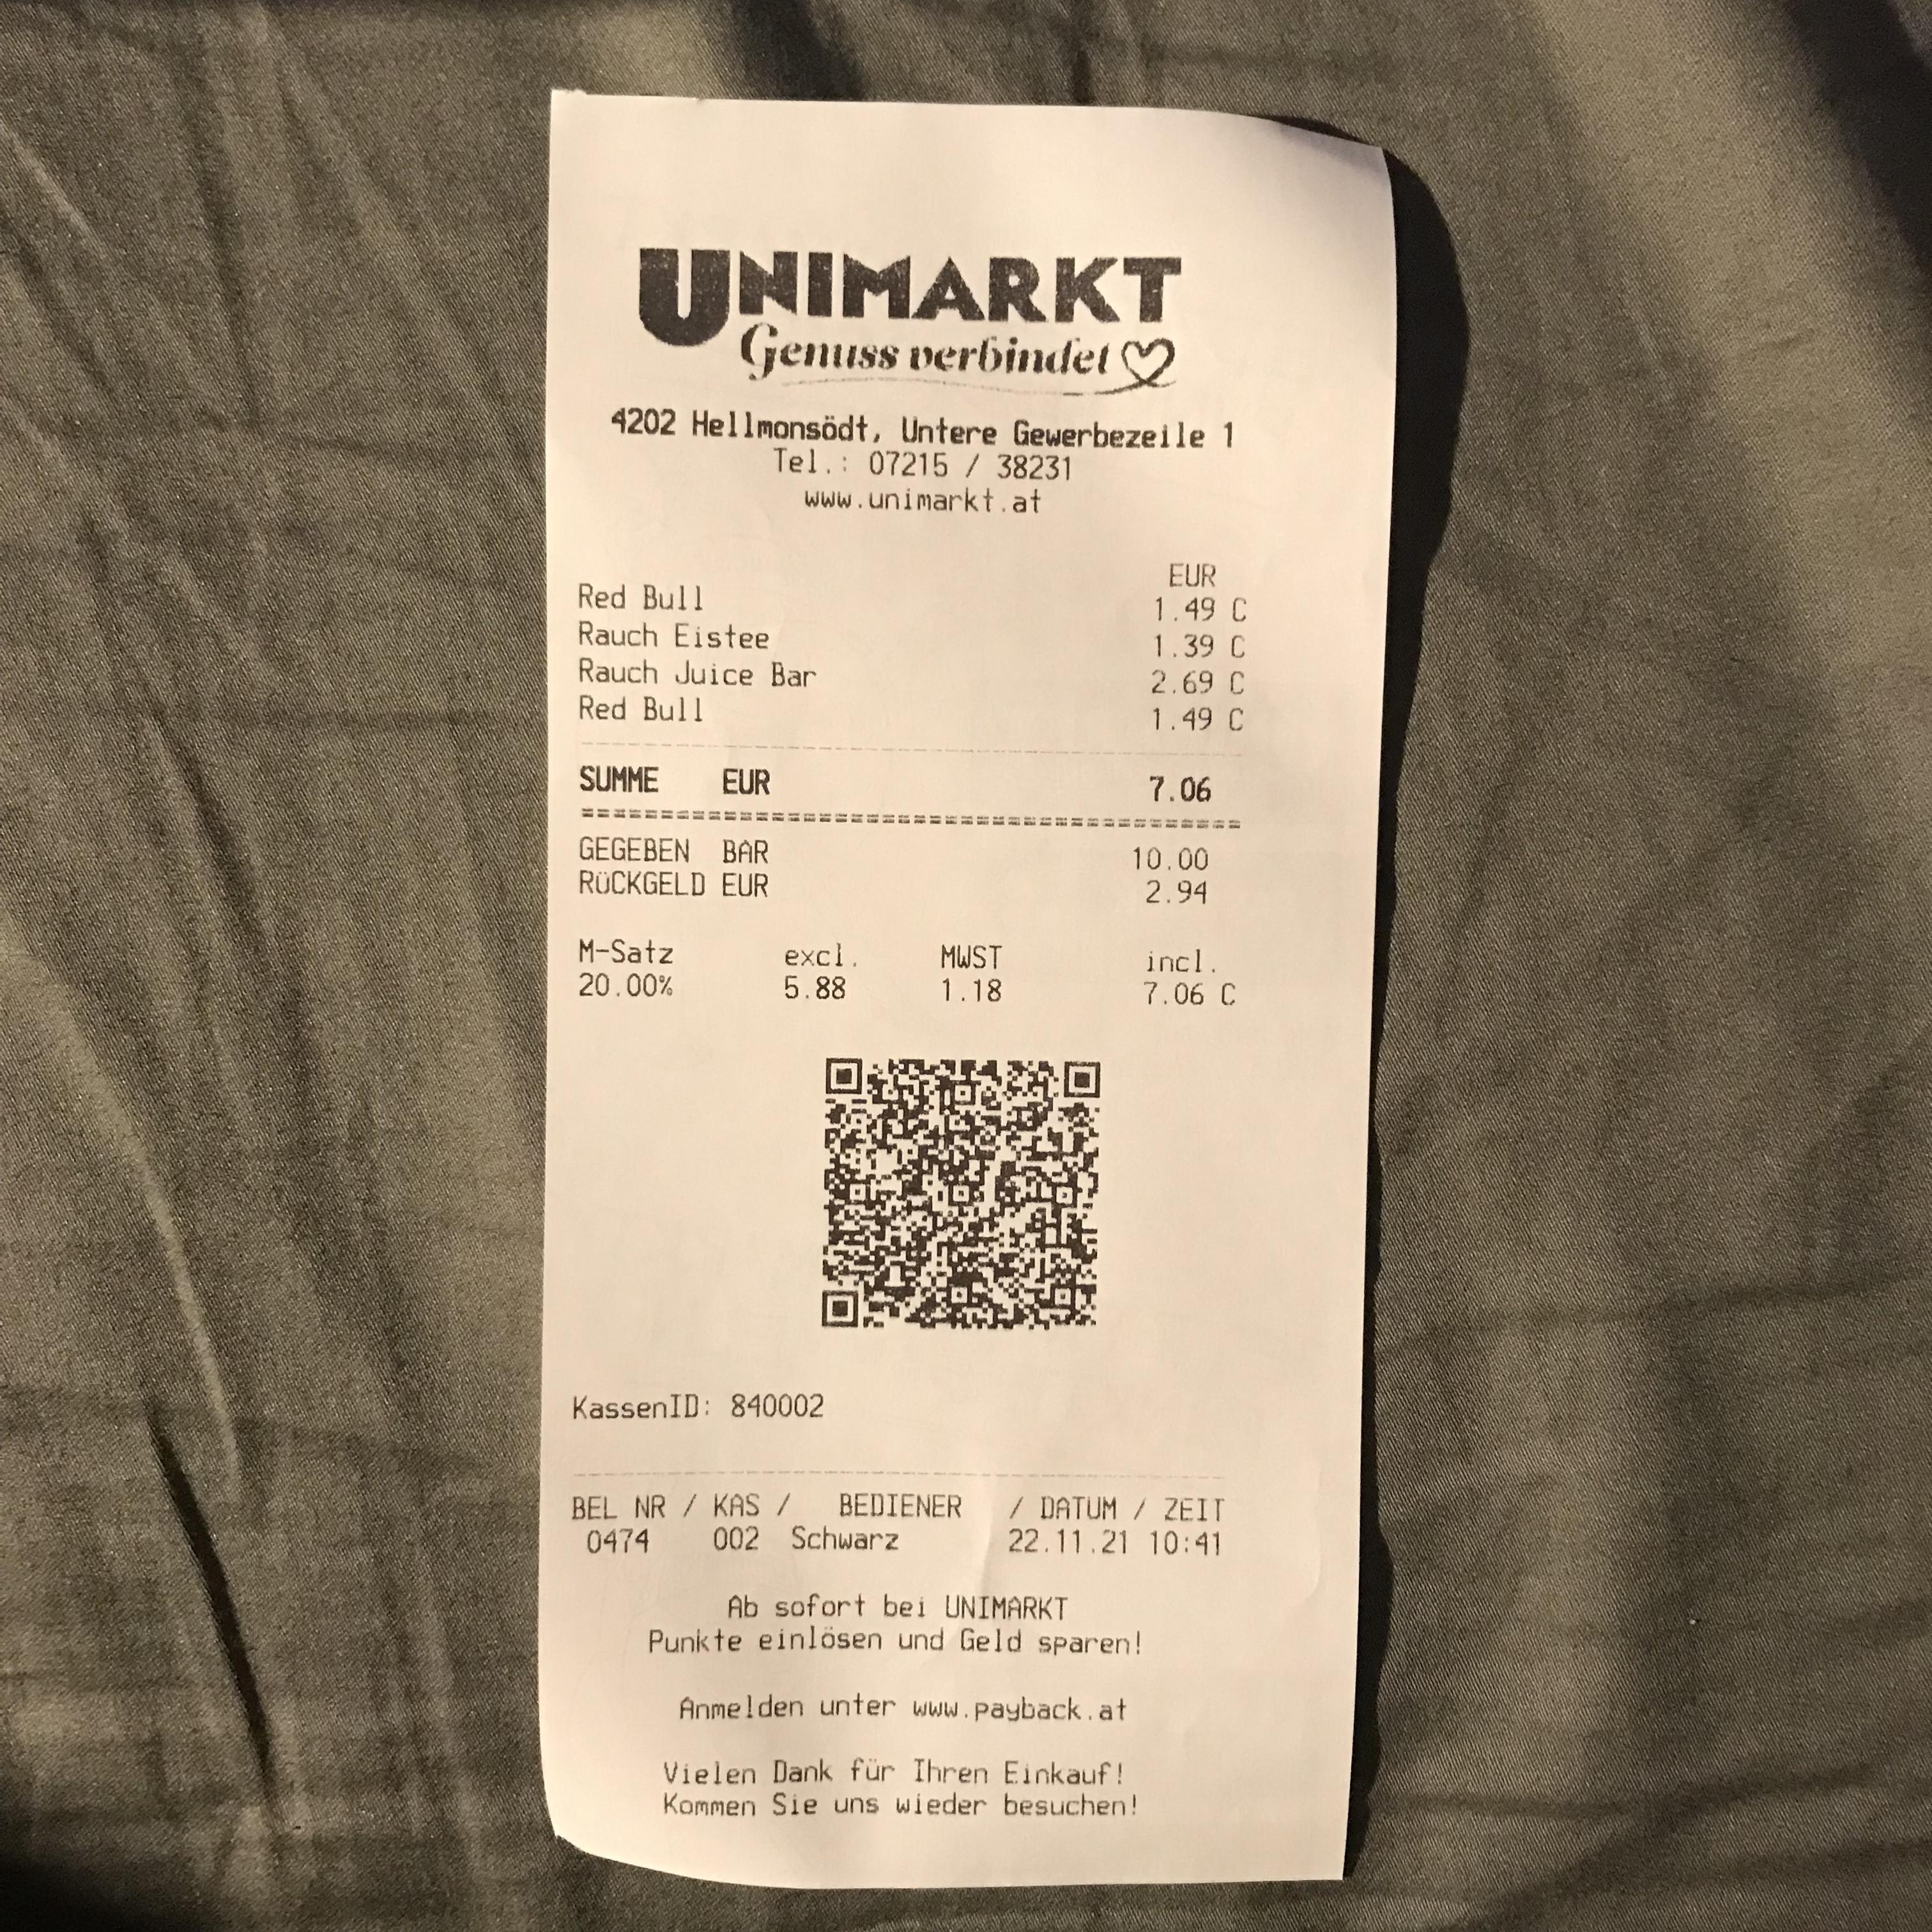 UNIMARKT
Genuss verbindet
4202 Hellmonsödt, Untere Gewerbezeile 1
Tel.: 07215 / 38231
www.unimarkt.at
EUR
Red Bull 1.49 C
Rauch Eistee 1.39 C
Rauch Juice Bar 2.69 C
Red Bull 1.49 C
SUMME EUR 7.06
GEGEBEN BAR 10.00
RüCKGELD EUR 2.94
M-Satz excl. MWST incl.
20.00% 5.88 1.18 7.06 C
KassenID: 840002
BEL NR / KAS / BEDIENER / DATUM / ZEIT
0474 002 Schwarz 22.11.21 10:41
Ab sofort bei UNIMARKT
Punkte einlösen und Geld sparen!
Anmelden unter www.payback.at
Vielen Dank für Ihren Einkauf!
Kommen Sie uns wieder besuchen!